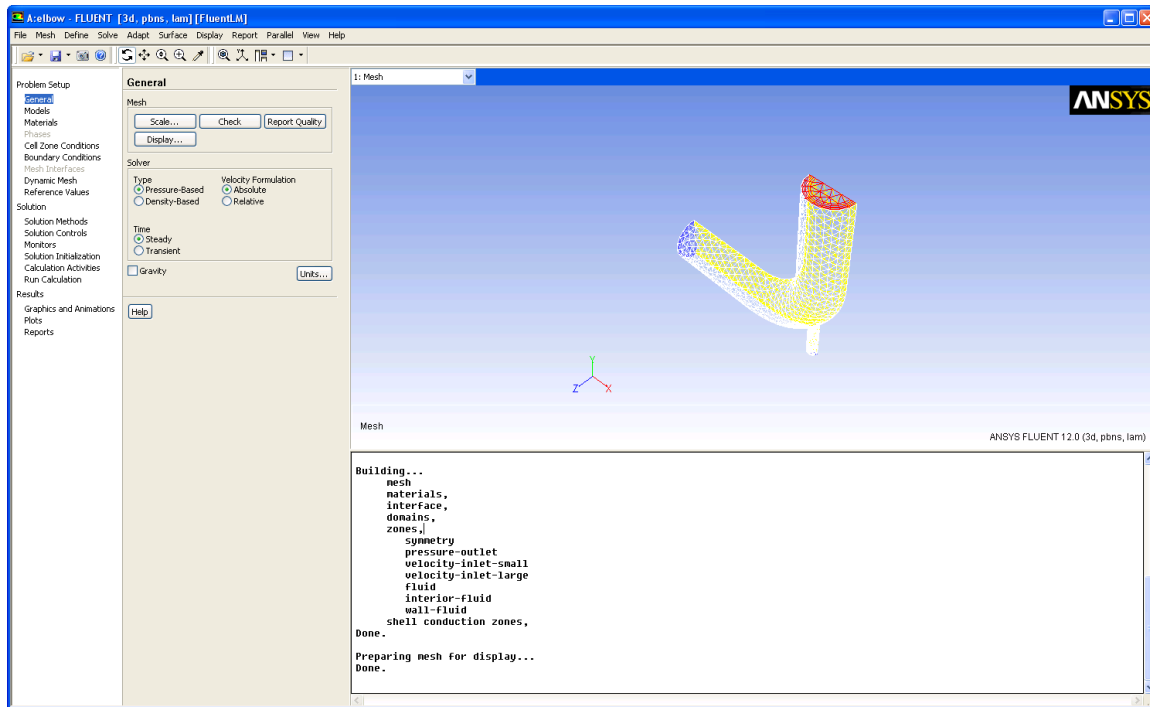 A:elbow - FLUENT [3d, pbns, lam] [FluentLM]
File Mesh Define Solve Adapt Surface Display Report Parallel View Help
Problem Setup
General
Models
Materials
Phases
Cell Zone Conditions
Boundary Conditions
Mesh Interfaces
Dynamic Mesh
Reference Values
Solution
Solution Methods
Solution Controls
Monitors
Solution Initialization
Calculation Activities
Run Calculation
Results
Graphics and Animations
Plots
Reports
General
Mesh
Scale... Check Report Quality
Display...
Solver
Type Velocity Formulation
Pressure-Based Absolute
Density-Based Relative
Time
Steady
Transient
Gravity Units...
Help
1: Mesh
ANSYS
Y
Z X
Mesh
ANSYS FLUENT 12.0 (3d, pbns, lam)
Building...
mesh
materials,
interface,
domains,
zones,
symmetry
pressure-outlet
velocity-inlet-small
velocity-inlet-large
fluid
interior-fluid
wall-fluid
shell conduction zones,
Done.
Preparing mesh for display...
Done.